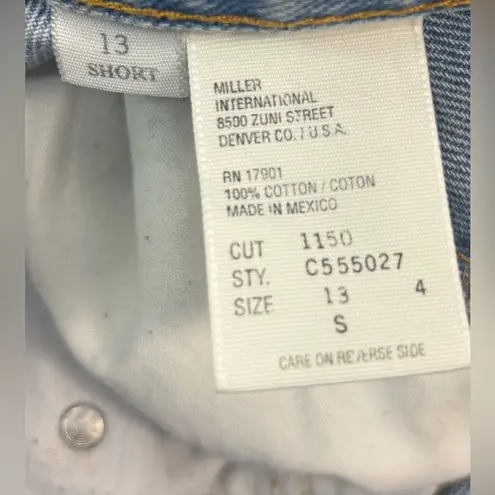 13
SHORT
MILLER
INTERNATIONAL
8500 ZUNI STREET
DENVER CO. / U.S.A.
RN 17901
100% COTTON / COTON
MADE IN MEXICO
CUT 1150
STY. C555027
SIZE 13 4
S
CARE ON REVERSE SIDE